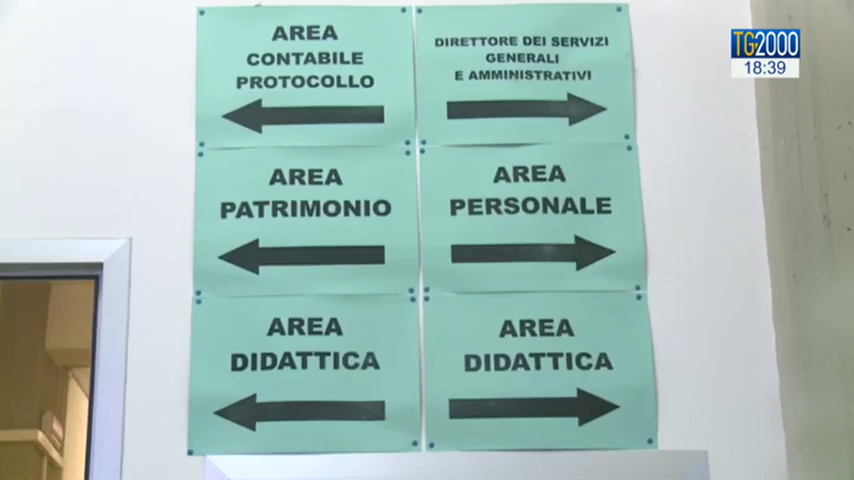 AREA
CONTABILE
PROTOCOLLO
DIRETTORE DEI SERVIZI
GENERALI
E AMMINISTRATIVI
TG2000
18:39
AREA
PATRIMONIO
AREA
PERSONALE
AREA
DIDATTICA
AREA
DIDATTICA